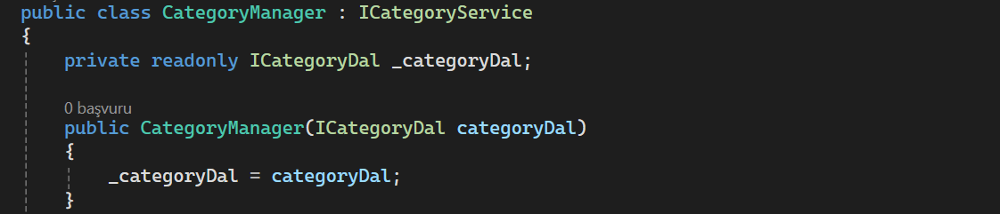 public class CategoryManager : ICategoryService
{
private readonly ICategoryDal _categoryDal;
0 başvuru
public CategoryManager(ICategoryDal categoryDal)
{
_categoryDal = categoryDal;
}